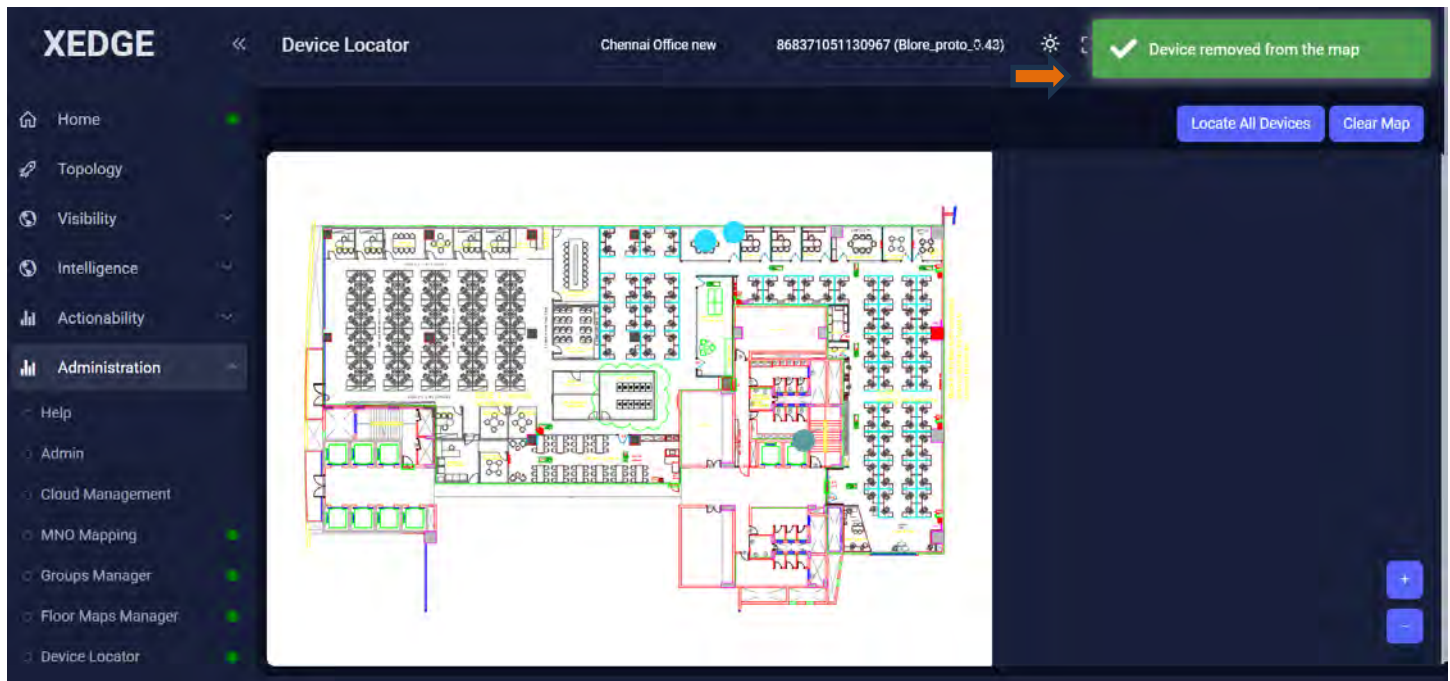 XEDGE
Device Locator
Chennai Office new
868371051130967 (Blore_proto_0.43)
Device removed from the map
Locate All Devices
Clear Map
Home
Topology
Visibility
Intelligence
Actionability
Administration
Help
Admin
Cloud Management
MNO Mapping
Groups Manager
Floor Maps Manager
Device Locator
+
-